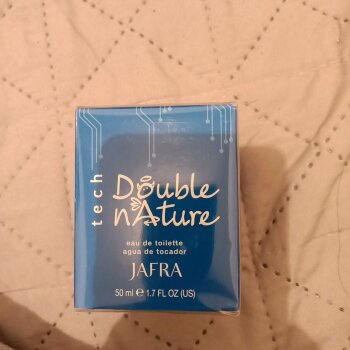 tech
Double
nAture
eau de toilette
agua de tocador
JAFRA
50 ml ℮ 1.7 FL OZ (US)